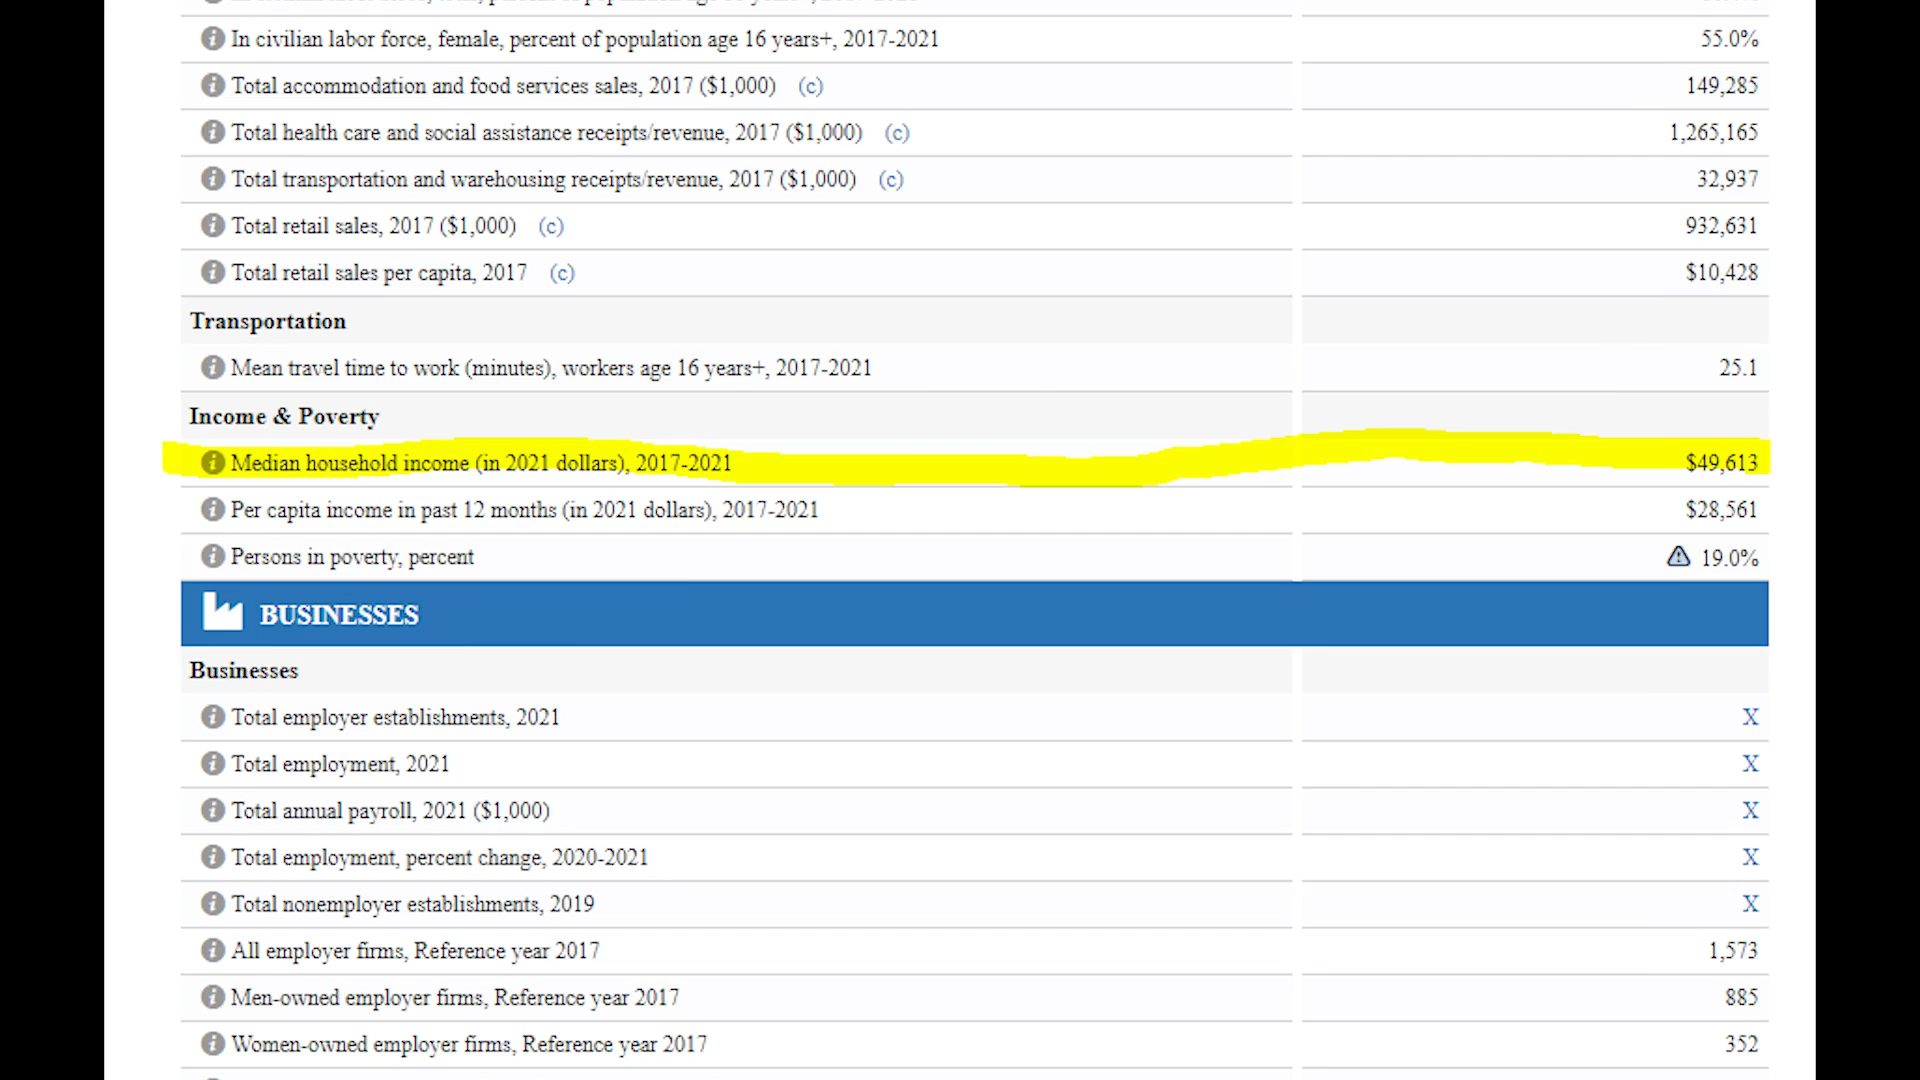 In civilian labor force, female, percent of population age 16 years+, 2017-2021 55.0%
Total accommodation and food services sales, 2017 ($1,000) (c) 149,285
Total health care and social assistance receipts/revenue, 2017 ($1,000) (c) 1,265,165
Total transportation and warehousing receipts/revenue, 2017 ($1,000) (c) 32,937
Total retail sales, 2017 ($1,000) (c) 932,631
Total retail sales per capita, 2017 (c) $10,428
Transportation
Mean travel time to work (minutes), workers age 16 years+, 2017-2021 25.1
Income & Poverty
Median household income (in 2021 dollars), 2017-2021 $49,613
Per capita income in past 12 months (in 2021 dollars), 2017-2021 $28,561
Persons in poverty, percent 19.0%
BUSINESSES
Businesses
Total employer establishments, 2021 X
Total employment, 2021 X
Total annual payroll, 2021 ($1,000) X
Total employment, percent change, 2020-2021 X
Total nonemployer establishments, 2019 X
All employer firms, Reference year 2017 1,573
Men-owned employer firms, Reference year 2017 885
Women-owned employer firms, Reference year 2017 352